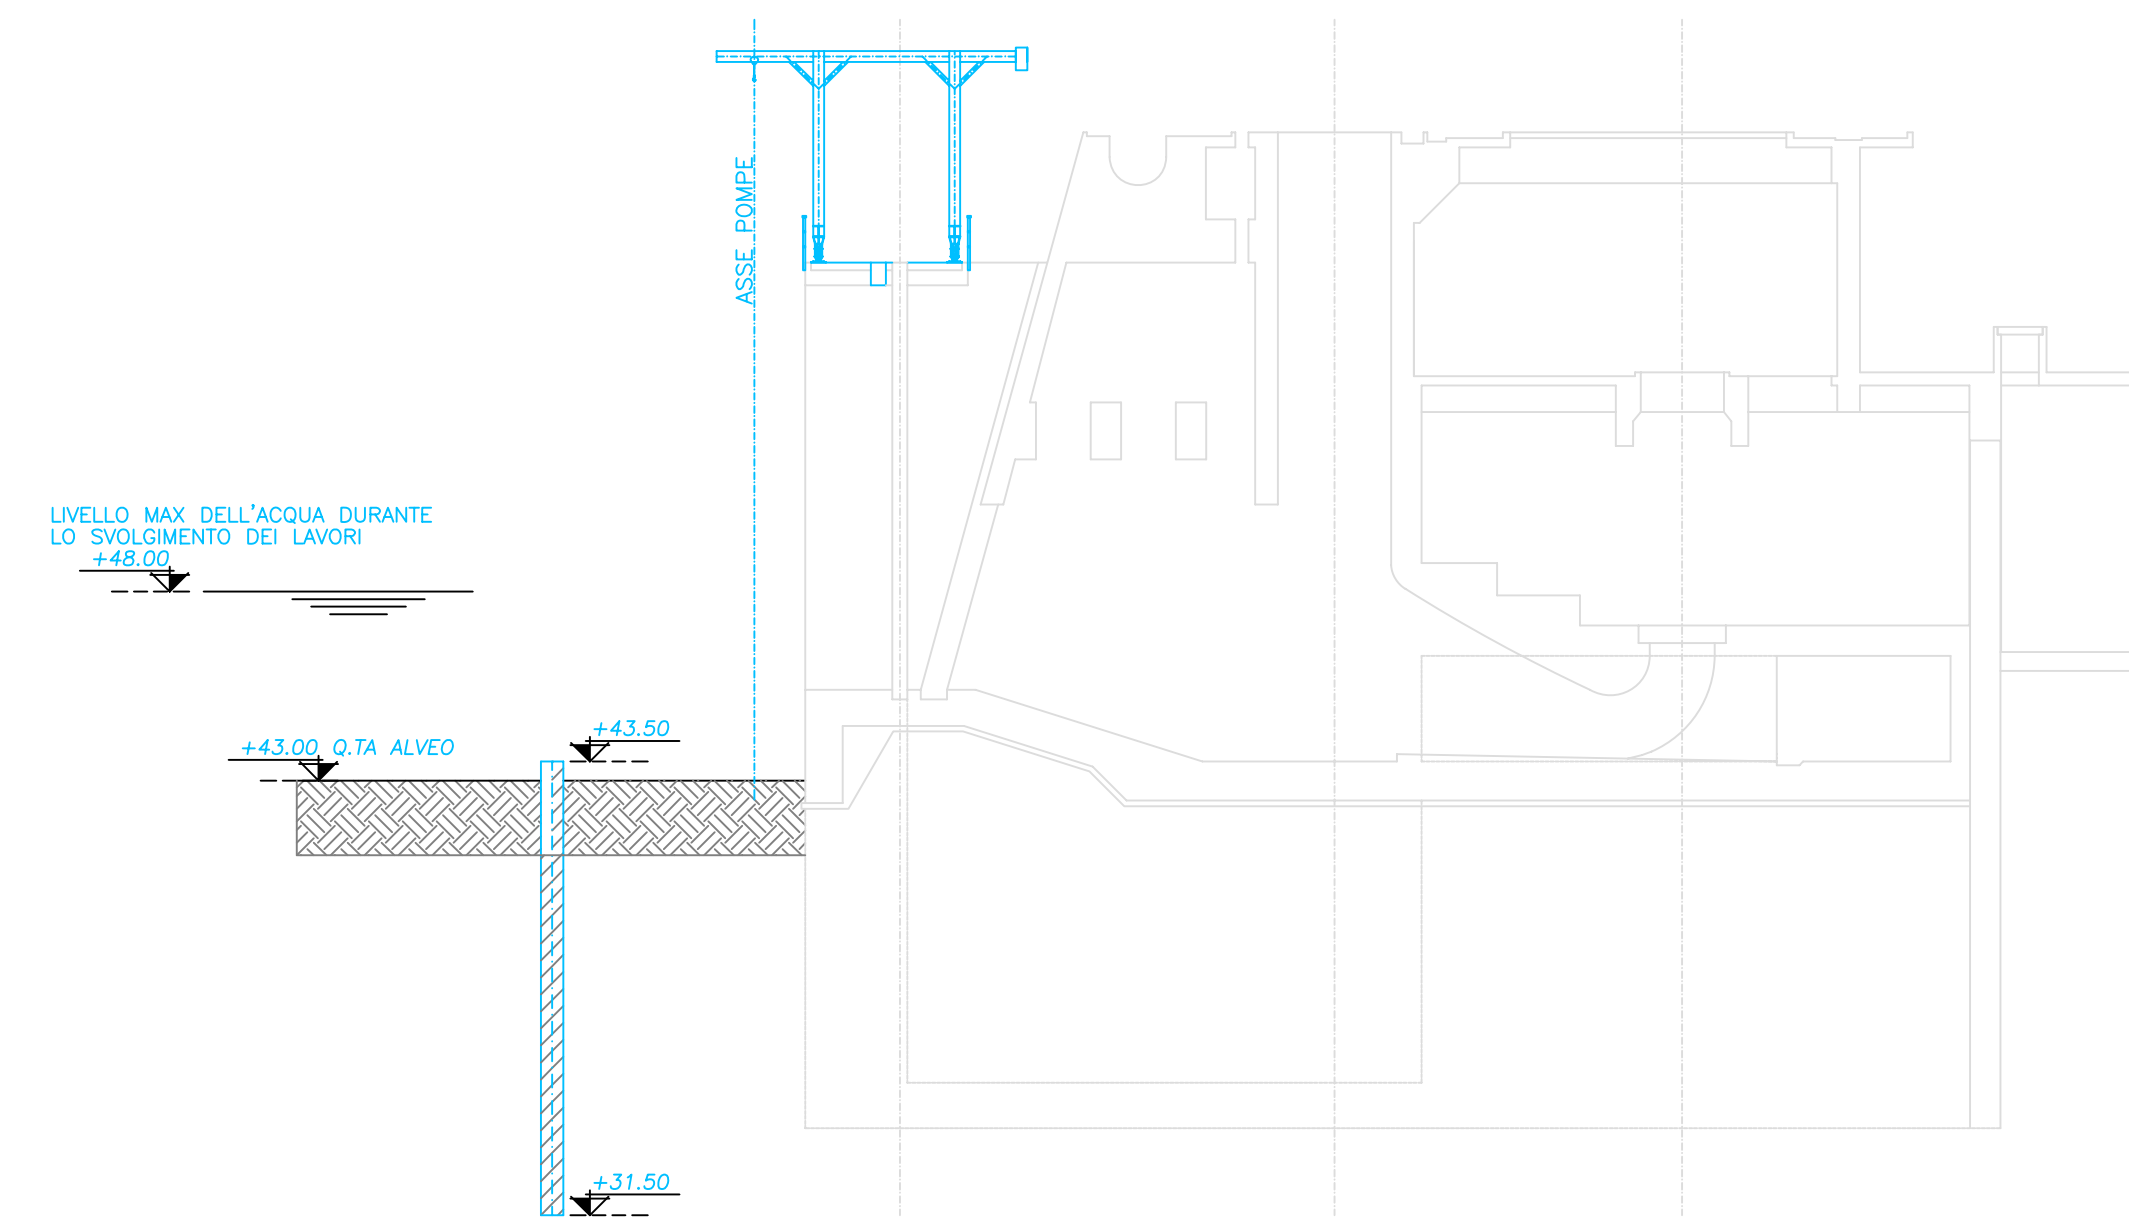 ASSE POMPE
LIVELLO MAX DELL'ACQUA DURANTE
LO SVOLGIMENTO DEI LAVORI
+48.00
+43.50
+43.00 Q.TA ALVEO
+31.50